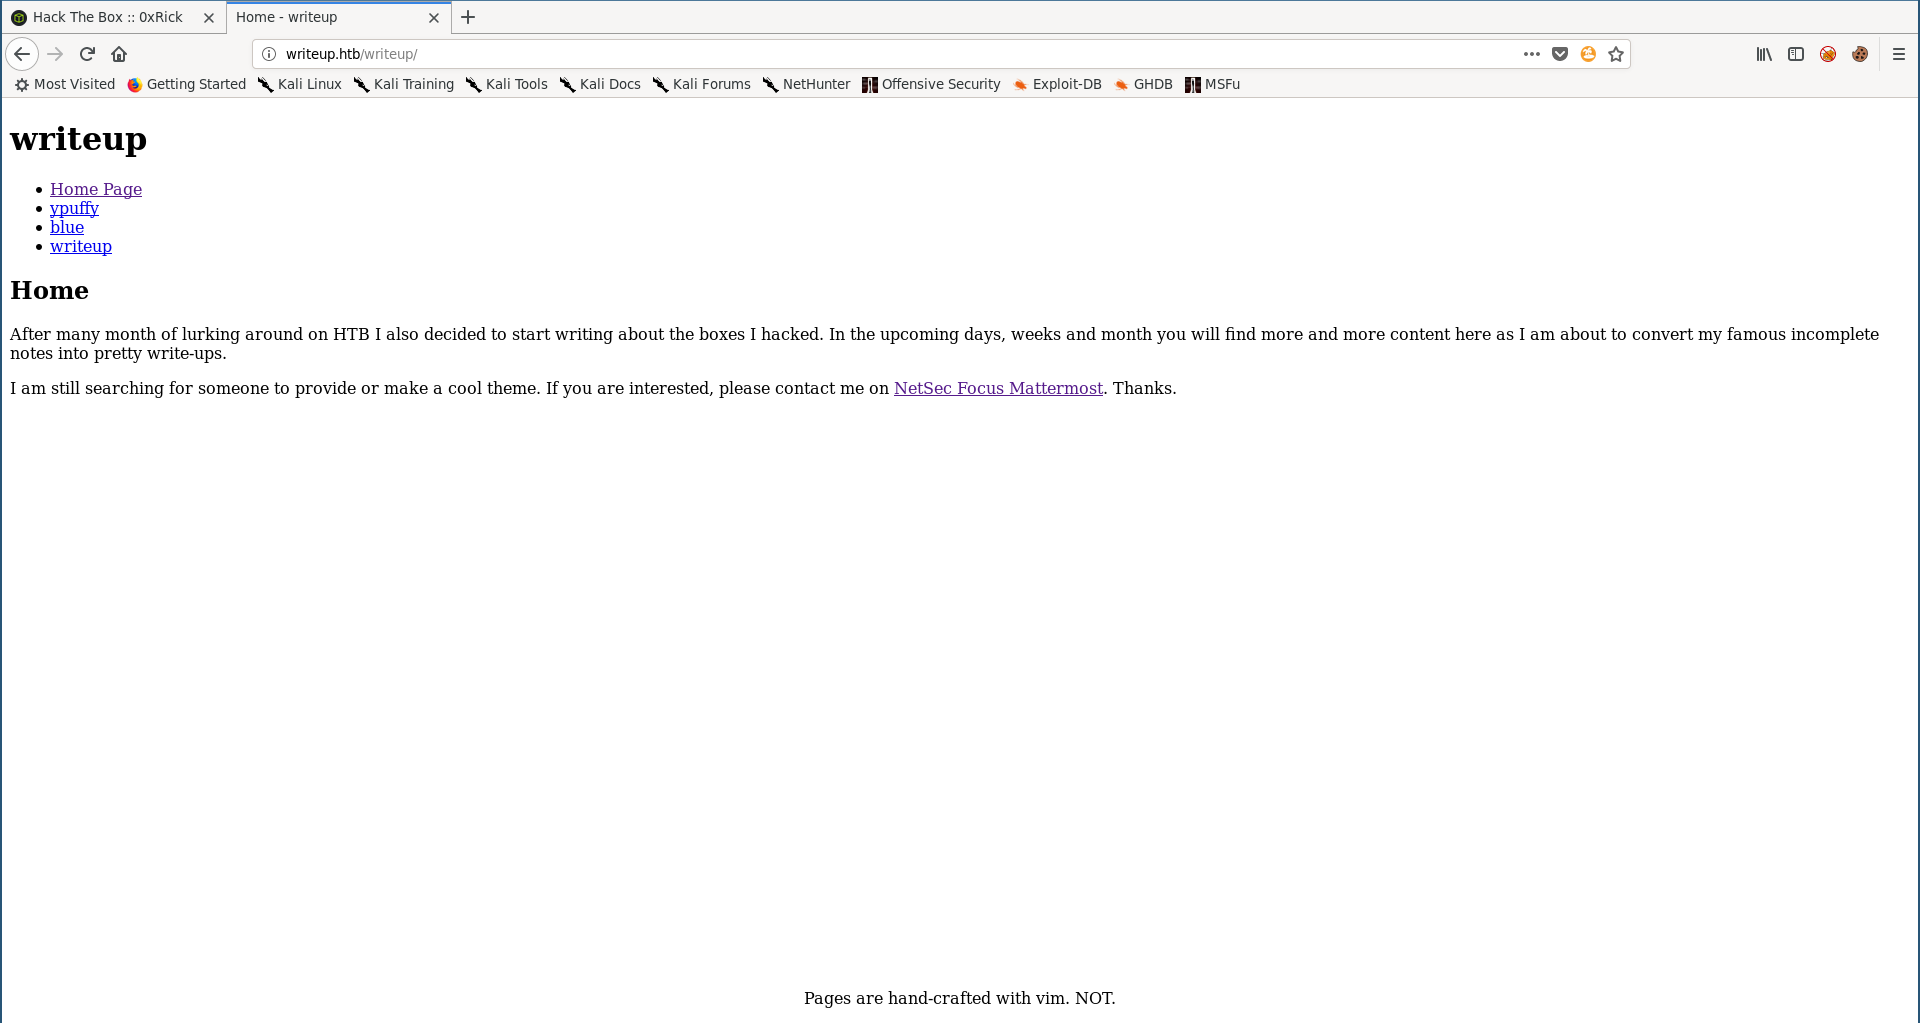 Hack The Box :: 0xRick
Home - writeup
writeup.htb/writeup/
Most Visited Getting Started Kali Linux Kali Training Kali Tools Kali Docs Kali Forums NetHunter Offensive Security Exploit-DB GHDB MSFu
writeup
Home Page
ypuffy
blue
writeup
Home
After many month of lurking around on HTB I also decided to start writing about the boxes I hacked. In the upcoming days, weeks and month you will find more and more content here as I am about to convert my famous incomplete
notes into pretty write-ups.
I am still searching for someone to provide or make a cool theme. If you are interested, please contact me on NetSec Focus Mattermost. Thanks.
Pages are hand-crafted with vim. NOT.